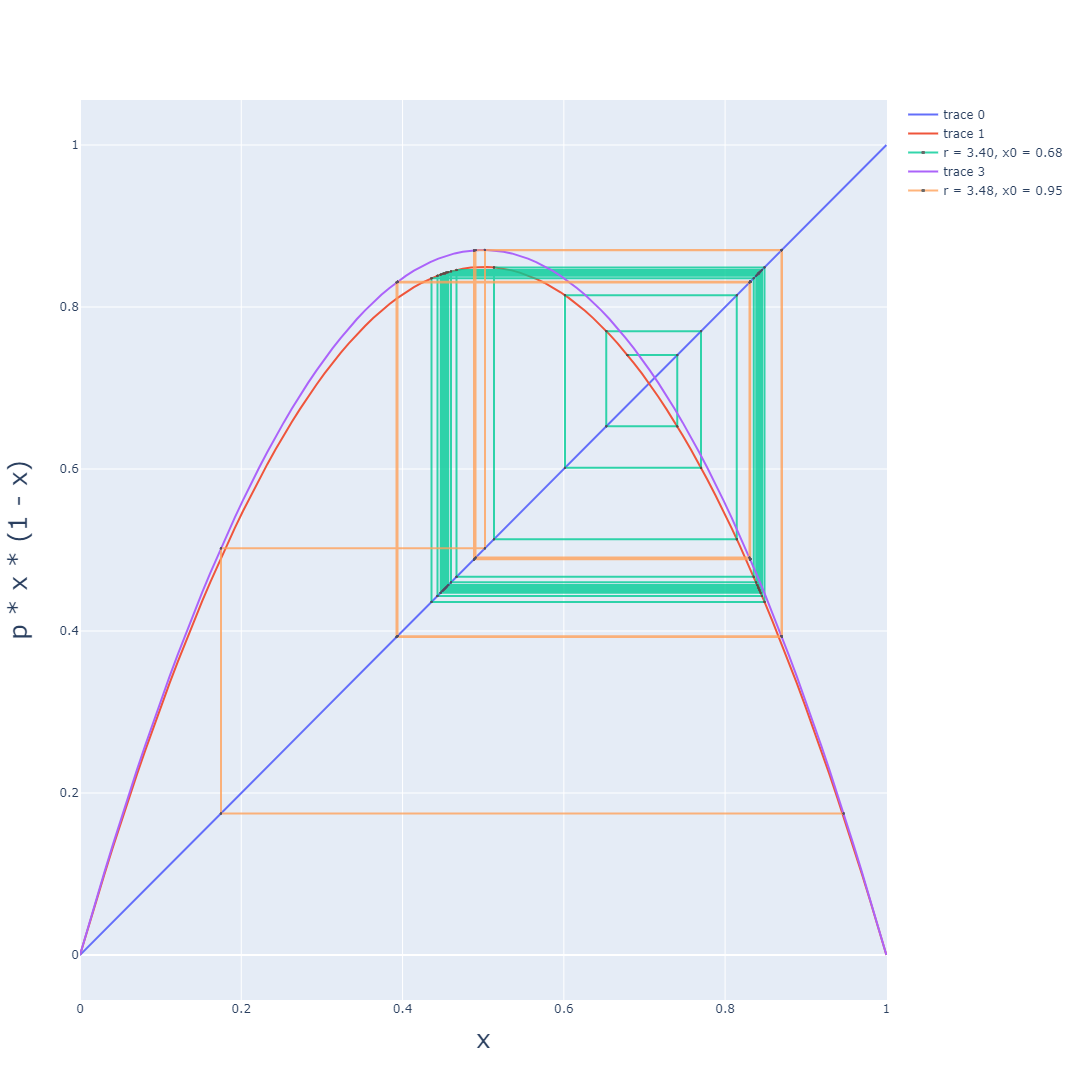 trace 0
trace 1
r = 3.40, x0 = 0.68
trace 3
r = 3.48, x0 = 0.95
1
0.8
0.6
0.4
0.2
0
p * x * (1 - x)
0 0.2 0.4 0.6 0.8 1
x